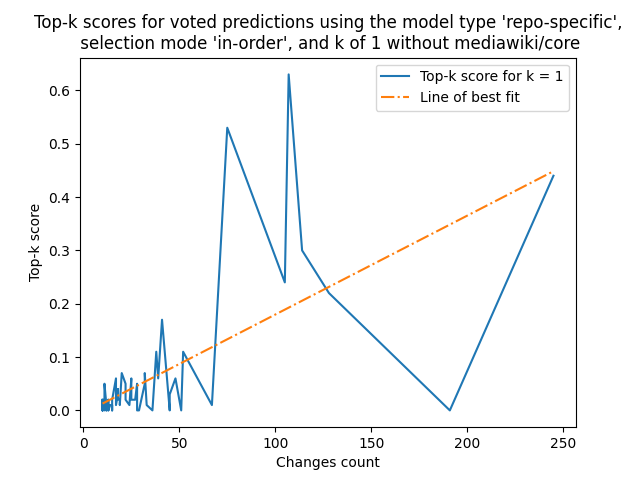 Top-k scores for voted predictions using the model type 'repo-specific',
selection mode 'in-order', and k of 1 without mediawiki/core
Top-k score for k = 1
Line of best fit
0.6
0.5
0.4
0.3
0.2
0.1
0.0
Top-k score
0 50 100 150 200 250
Changes count